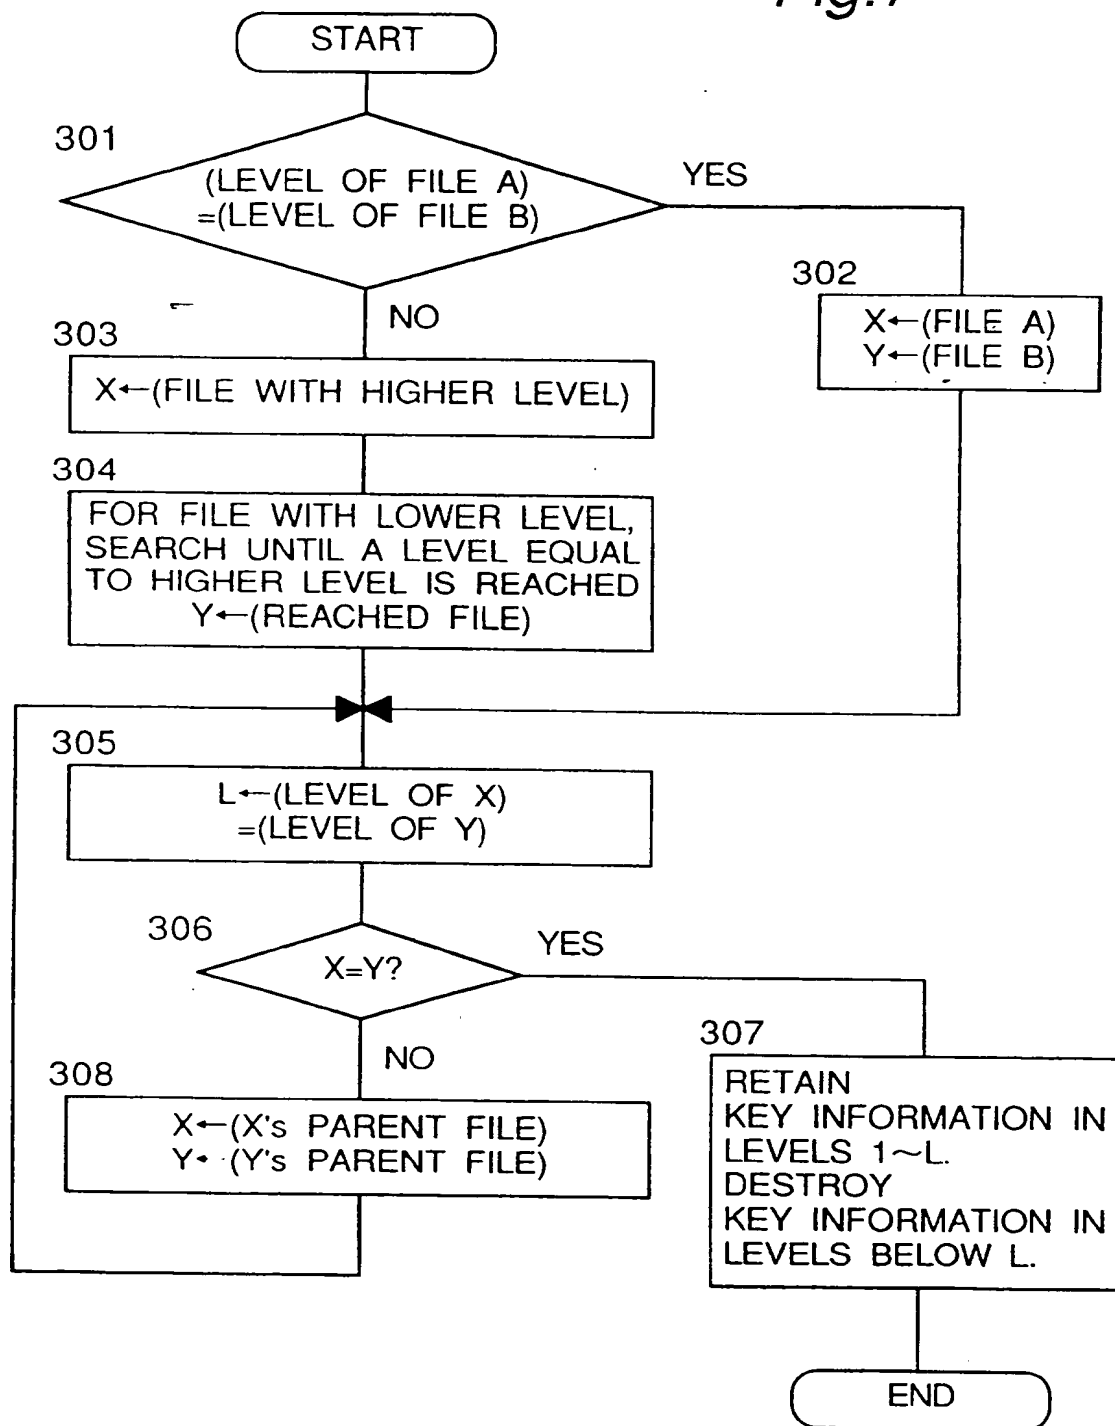 START
301
(LEVEL OF FILE A)
=(LEVEL OF FILE B)
YES
302
X←(FILE A)
Y←(FILE B)
NO
303
X←(FILE WITH HIGHER LEVEL)
304
FOR FILE WITH LOWER LEVEL,
SEARCH UNTIL A LEVEL EQUAL
TO HIGHER LEVEL IS REACHED
Y←(REACHED FILE)
305
L←(LEVEL OF X)
=(LEVEL OF Y)
306
X=Y?
YES
NO
307
RETAIN
KEY INFORMATION IN
LEVELS 1~L.
DESTROY
KEY INFORMATION IN
LEVELS BELOW L.
308
X←(X's PARENT FILE)
Y← (Y's PARENT FILE)
END